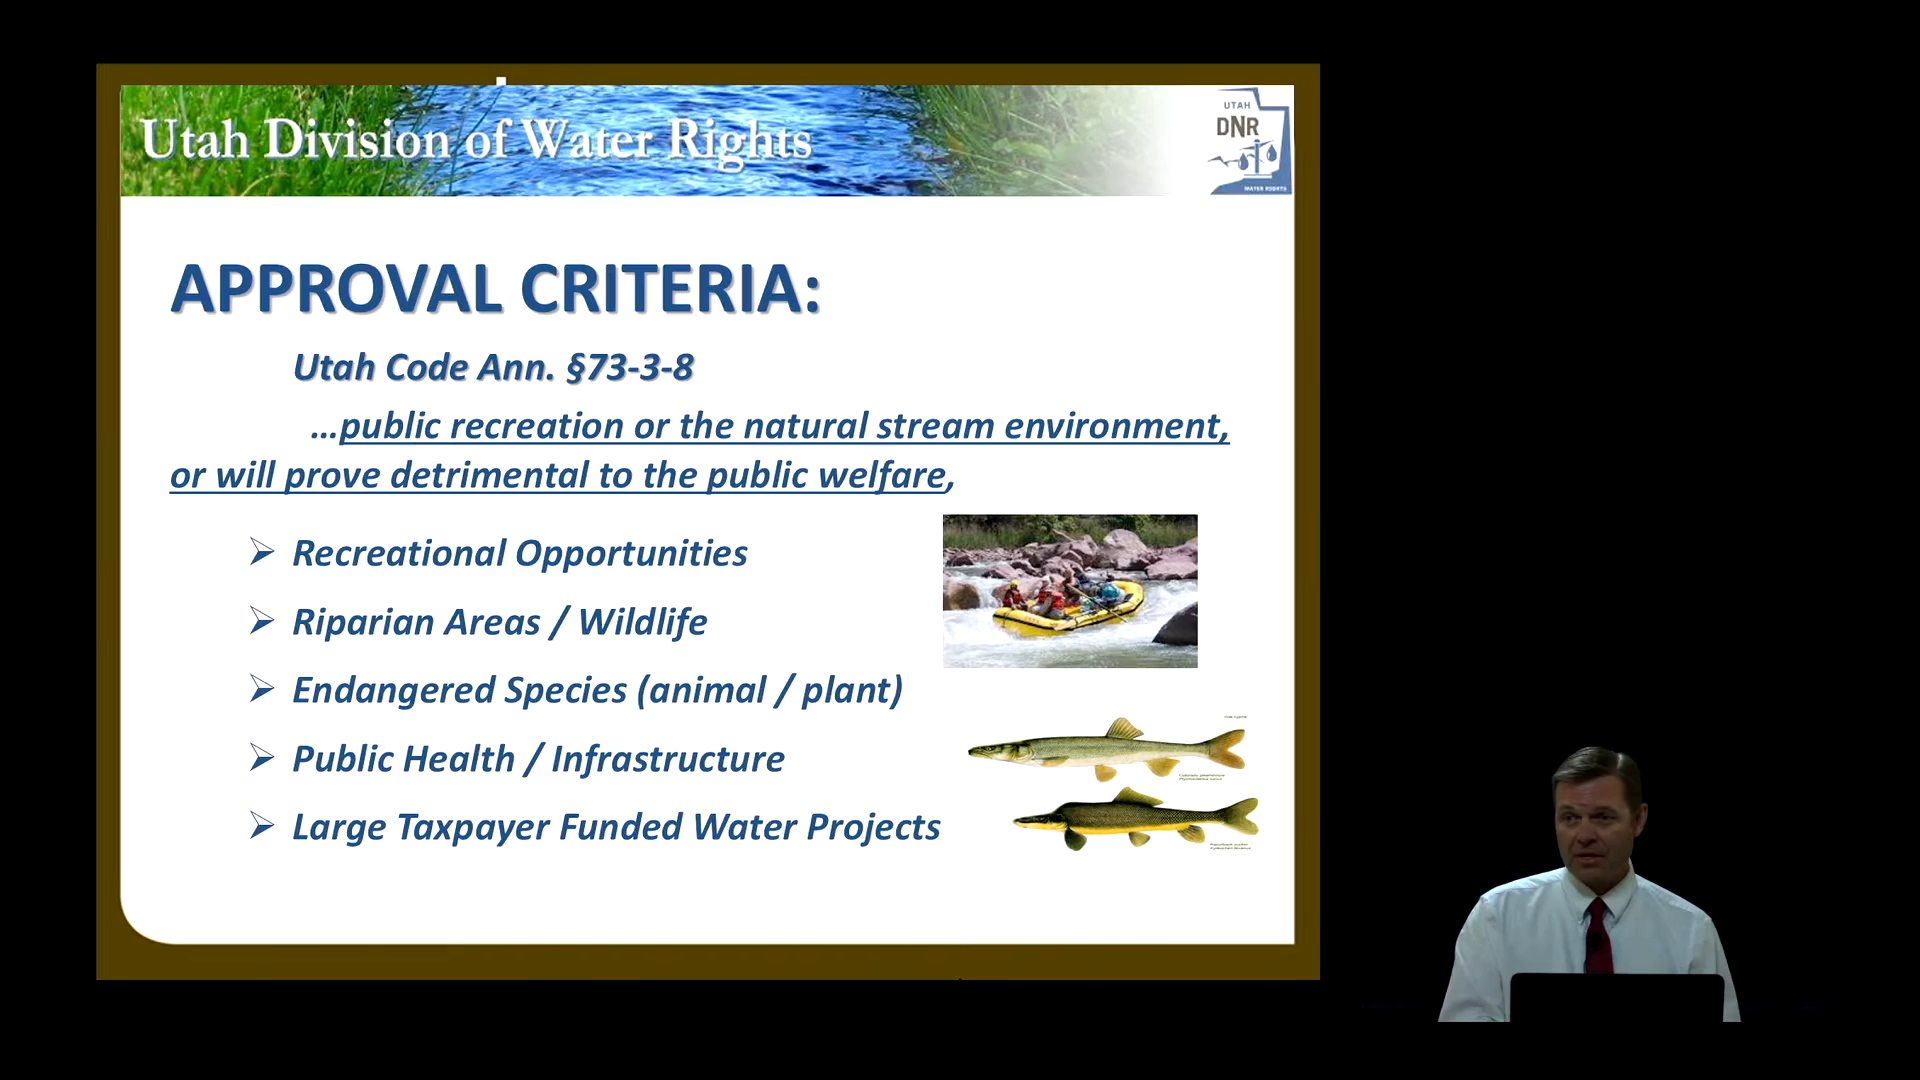 Utah Division of Water Rights
UTAH
DNR
WATER RIGHTS
APPROVAL CRITERIA:
Utah Code Ann. §73-3-8
…public recreation or the natural stream environment,
or will prove detrimental to the public welfare,
➢ Recreational Opportunities
➢ Riparian Areas / Wildlife
➢ Endangered Species (animal / plant)
➢ Public Health / Infrastructure
➢ Large Taxpayer Funded Water Projects